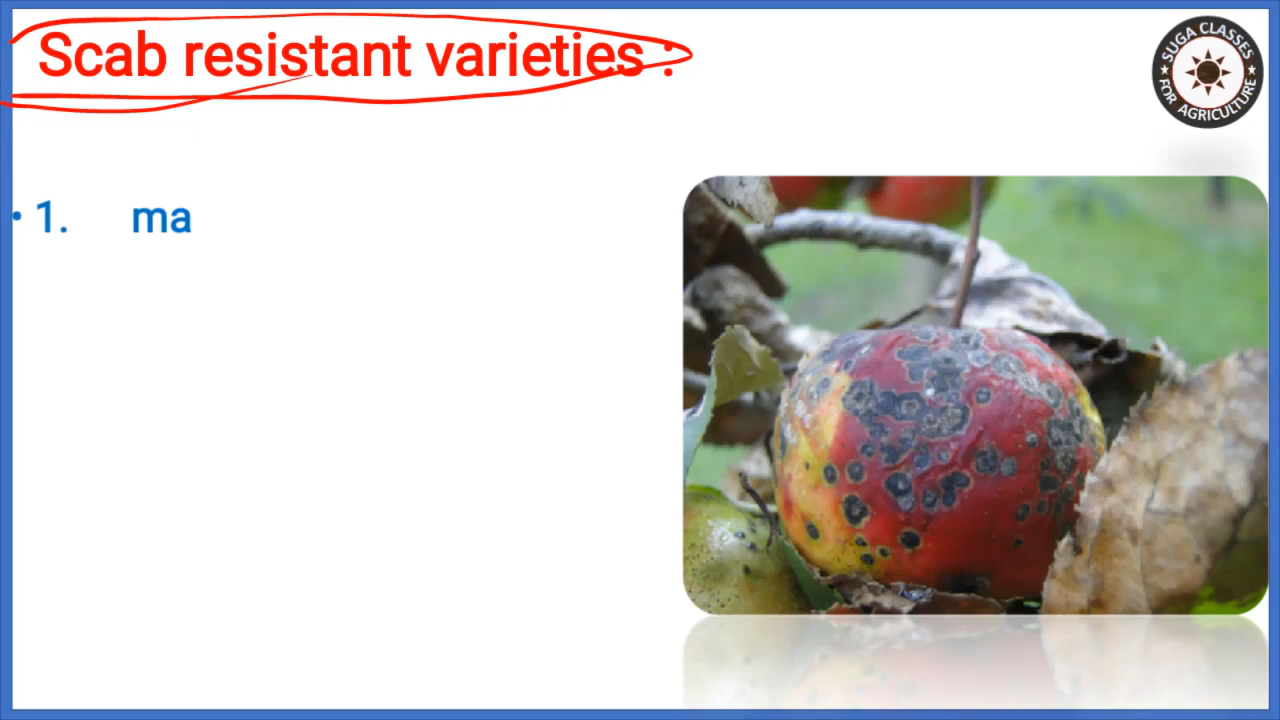 Scab resistant varieties :
SUGA CLASSES
FOR AGRICULTURE
• 1. ma